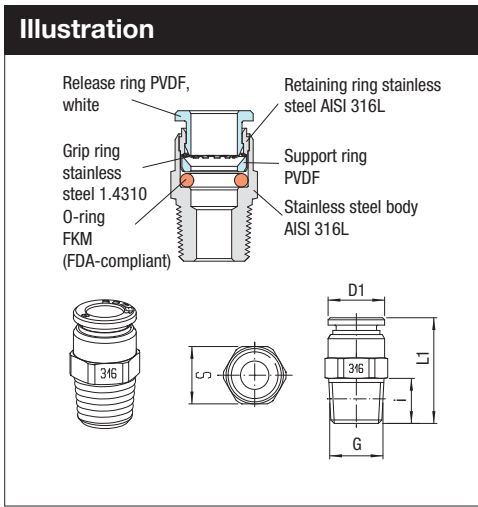 Illustration
Release ring PVDF,
white
Retaining ring stainless
steel AISI 316L
Grip ring
stainless
steel 1.4310
Support ring
PVDF
O-ring
FKM
(FDA-compliant)
Stainless steel body
AISI 316L
316
S
D1
316
L1
i
G